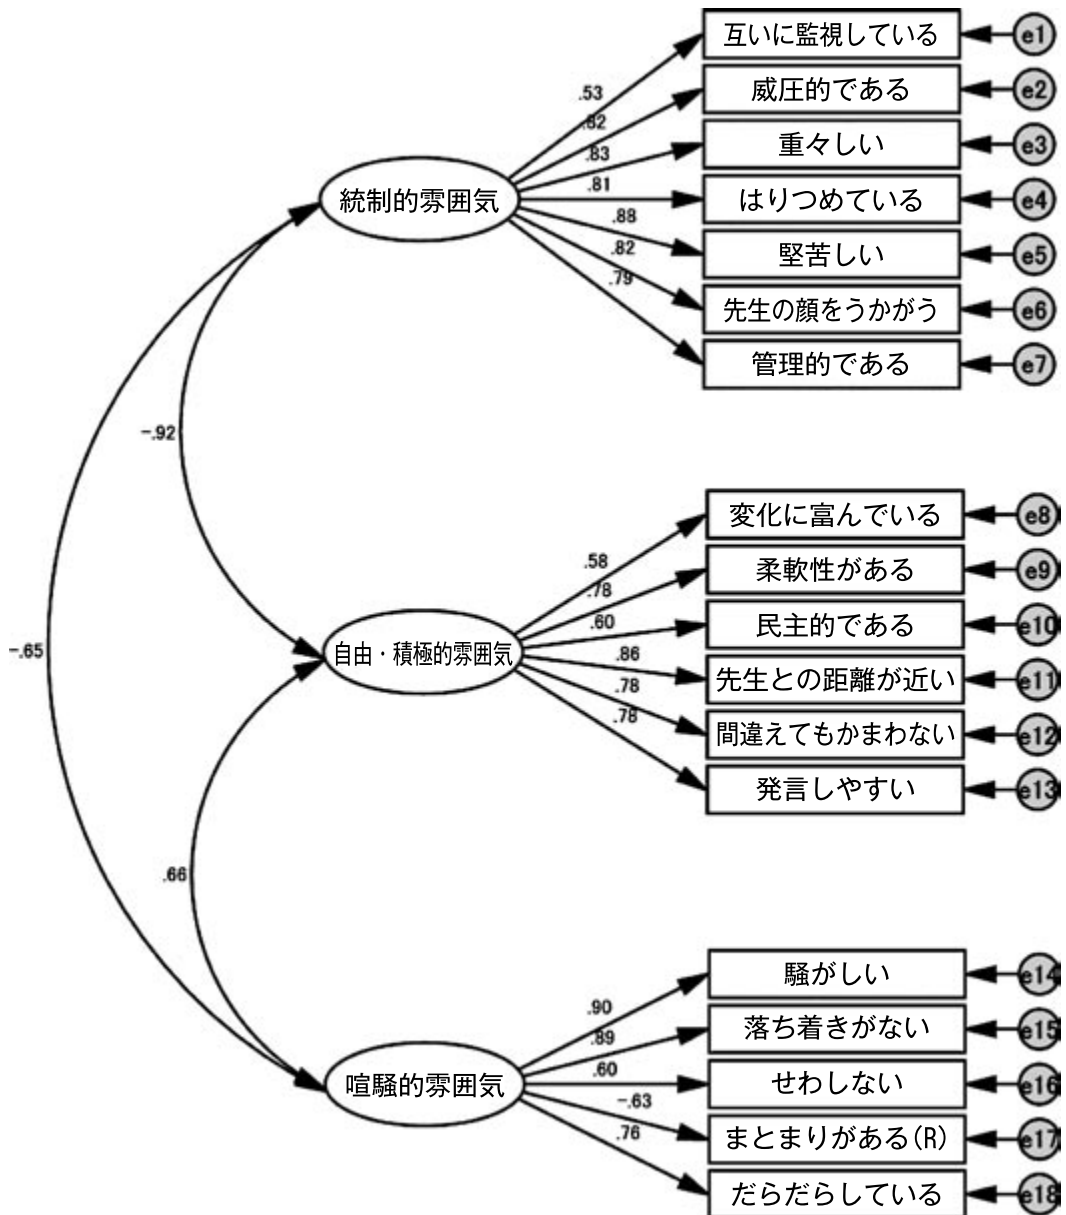 互いに監視している
e1
.53
威圧的である
e2
.82
重々しい
e3
.83
統制的雰囲気
.81
はりつめている
e4
.88
堅苦しい
e5
.82
先生の顔をうかがう
e6
.79
管理的である
e7
-.92
変化に富んでいる
e8
.58
柔軟性がある
e9
.78
民主的である
e10
.60
-.65
自由・積極的雰囲気
.86
先生との距離が近い
e11
.78
間違えてもかまわない
e12
.78
発言しやすい
e13
.66
騒がしい
e14
.90
落ち着きがない
e15
.89
喧騒的雰囲気
.60
せわしない
e16
-.63
まとまりがある(R)
e17
.76
だらだらしている
e18